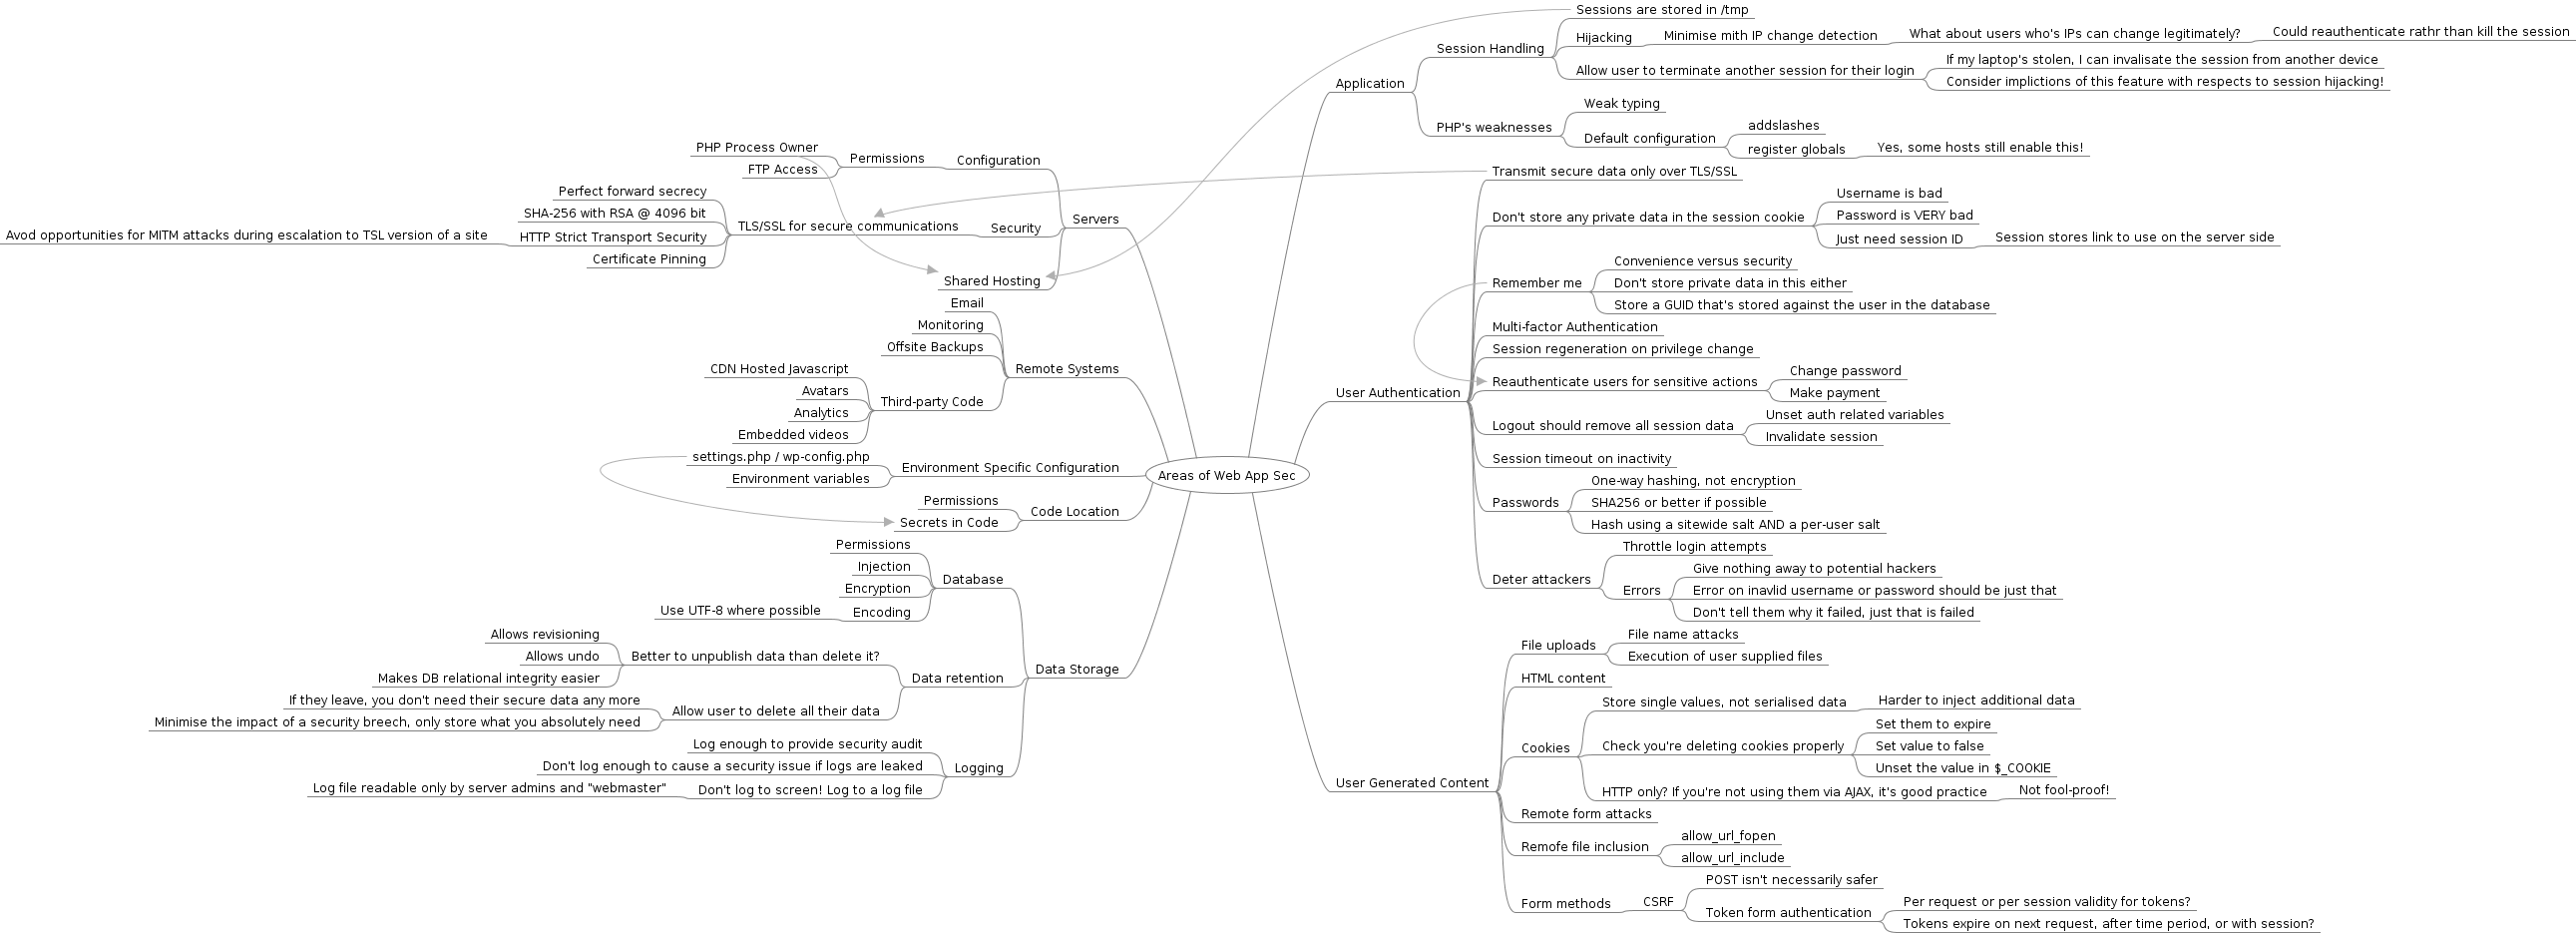 Areas of Web App Sec
Application
Session Handling
Sessions are stored in /tmp
Hijacking
Minimise mith IP change detection
What about users who's IPs can change legitimately?
Could reauthenticate rathr than kill the session
Allow user to terminate another session for their login
If my laptop's stolen, I can invalisate the session from another device
Consider implictions of this feature with respects to session hijacking!
PHP's weaknesses
Weak typing
Default configuration
addslashes
register globals
Yes, some hosts still enable this!
User Authentication
Transmit secure data only over TLS/SSL
Don't store any private data in the session cookie
Username is bad
Password is VERY bad
Just need session ID
Session stores link to use on the server side
Remember me
Convenience versus security
Don't store private data in this either
Store a GUID that's stored against the user in the database
Multi-factor Authentication
Session regeneration on privilege change
Reauthenticate users for sensitive actions
Change password
Make payment
Logout should remove all session data
Unset auth related variables
Invalidate session
Session timeout on inactivity
Passwords
One-way hashing, not encryption
SHA256 or better if possible
Hash using a sitewide salt AND a per-user salt
Deter attackers
Throttle login attempts
Errors
Give nothing away to potential hackers
Error on inavlid username or password should be just that
Don't tell them why it failed, just that is failed
User Generated Content
File uploads
File name attacks
Execution of user supplied files
HTML content
Cookies
Store single values, not serialised data
Harder to inject additional data
Check you're deleting cookies properly
Set them to expire
Set value to false
Unset the value in $_COOKIE
HTTP only? If you're not using them via AJAX, it's good practice
Not fool-proof!
Remote form attacks
Remofe file inclusion
allow_url_fopen
allow_url_include
Form methods
CSRF
POST isn't necessarily safer
Token form authentication
Per request or per session validity for tokens?
Tokens expire on next request, after time period, or with session?
Servers
Configuration
Permissions
PHP Process Owner
FTP Access
Security
TLS/SSL for secure communications
Perfect forward secrecy
SHA-256 with RSA @ 4096 bit
HTTP Strict Transport Security
Avod opportunities for MITM attacks during escalation to TSL version of a site
Certificate Pinning
Shared Hosting
Remote Systems
Email
Monitoring
Offsite Backups
Third-party Code
CDN Hosted Javascript
Avatars
Analytics
Embedded videos
Environment Specific Configuration
settings.php / wp-config.php
Environment variables
Code Location
Permissions
Secrets in Code
Data Storage
Database
Permissions
Injection
Encryption
Encoding
Use UTF-8 where possible
Data retention
Better to unpublish data than delete it?
Allows revisioning
Allows undo
Makes DB relational integrity easier
Allow user to delete all their data
If they leave, you don't need their secure data any more
Minimise the impact of a security breech, only store what you absolutely need
Logging
Log enough to provide security audit
Don't log enough to cause a security issue if logs are leaked
Don't log to screen! Log to a log file
Log file readable only by server admins and "webmaster"